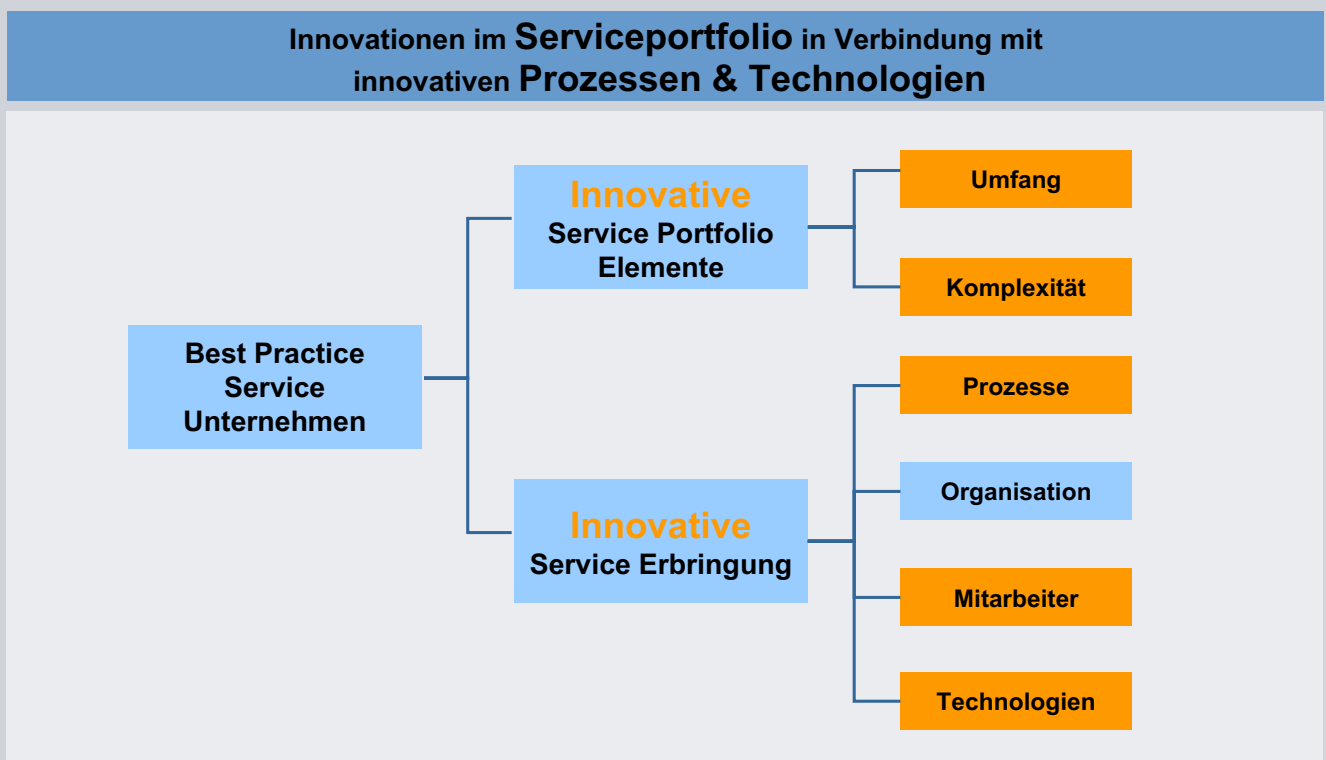 Innovationen im Serviceportfolio in Verbindung mit
innovativen Prozessen & Technologien
Innovative
Service Portfolio
Elemente
Umfang
Komplexität
Best Practice
Service
Unternehmen
Innovative
Service Erbringung
Prozesse
Organisation
Mitarbeiter
Technologien